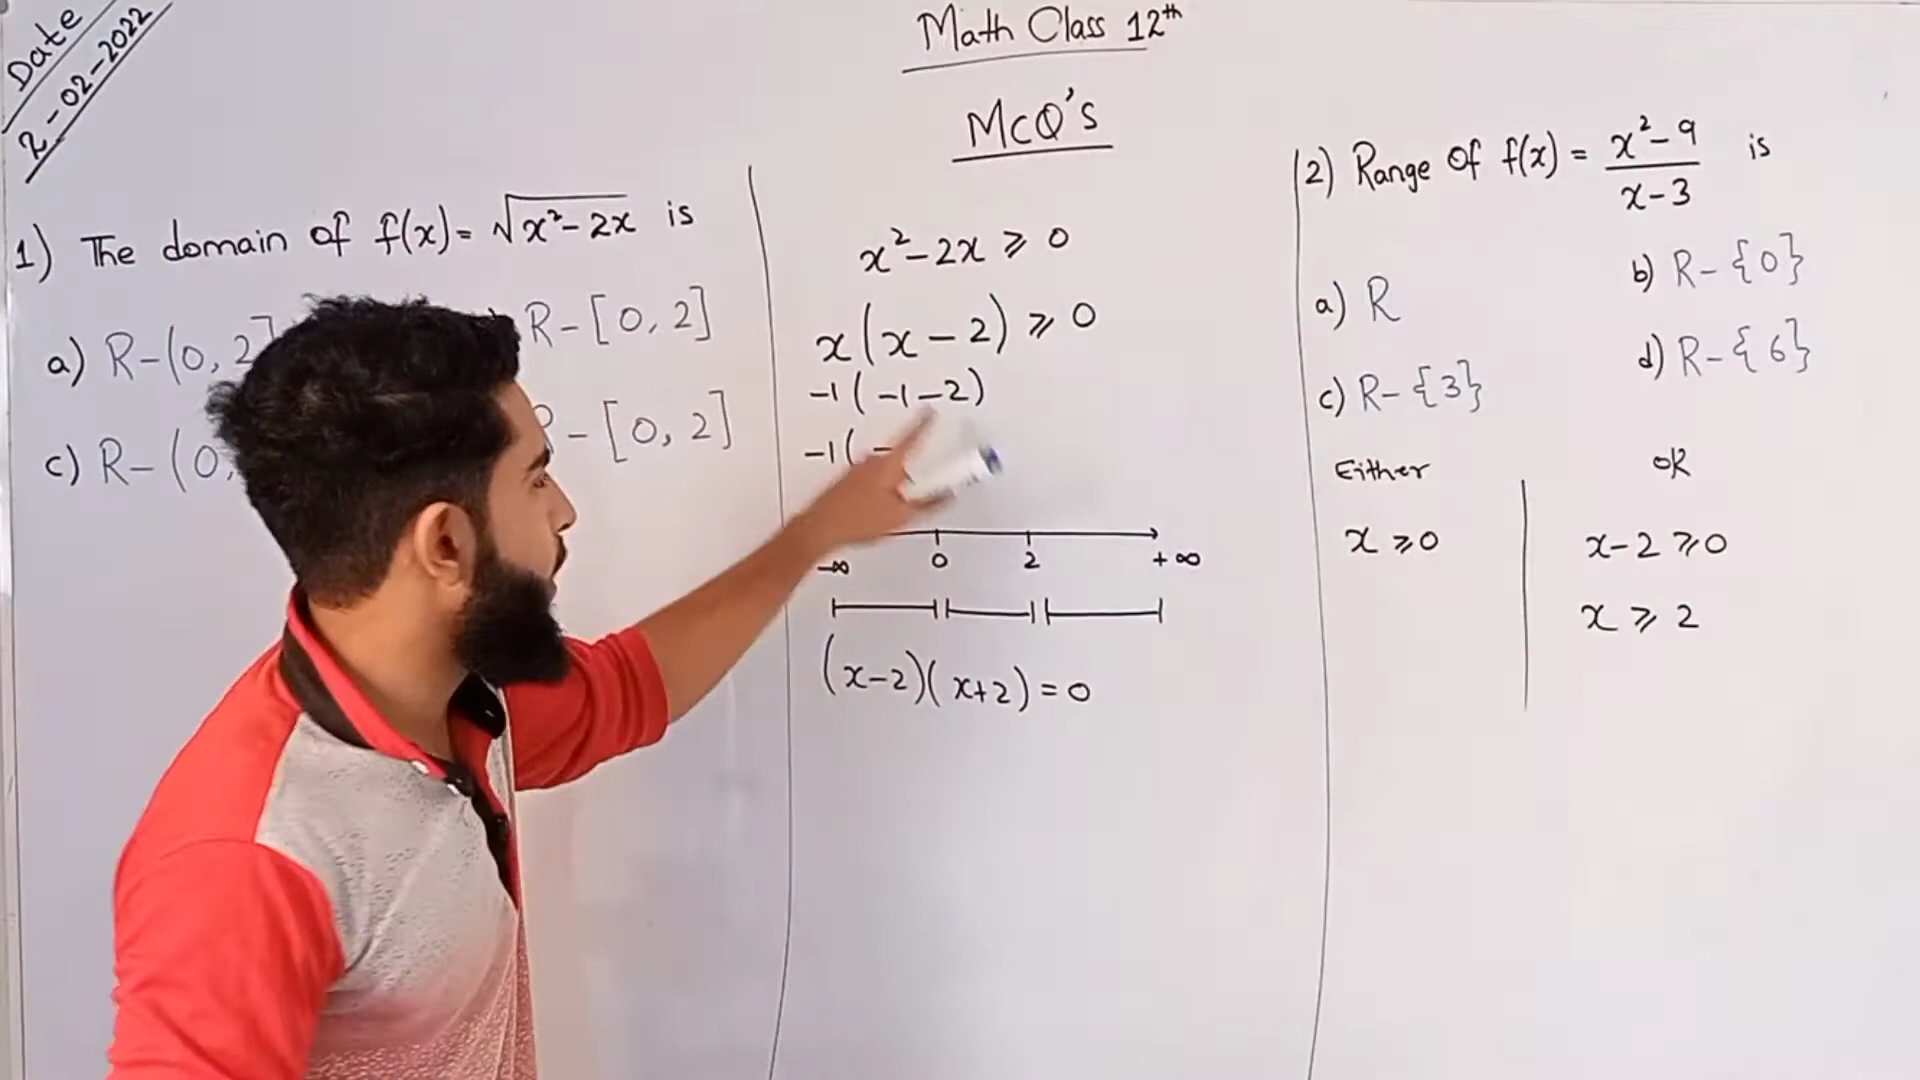 Date
2-02-2022
Math Class 12th
McQ's
1) The domain of f(x)= √x²-2x is
a) R-(0, 2]
R-[0, 2]
c) R-(0,
-[0, 2]
x²-2x ⩾ 0
x(x-2) ⩾ 0
-1(-1-2)
-1(-
-∞ 0 2 +∞
(x-2)(x+2)=0
2) Range of f(x)= x²-9 / x-3 is
a) R
b) R-{0}
c) R-{3}
d) R-{6}
Either
OR
x ⩾0
x-2 ⩾0
x ⩾ 2